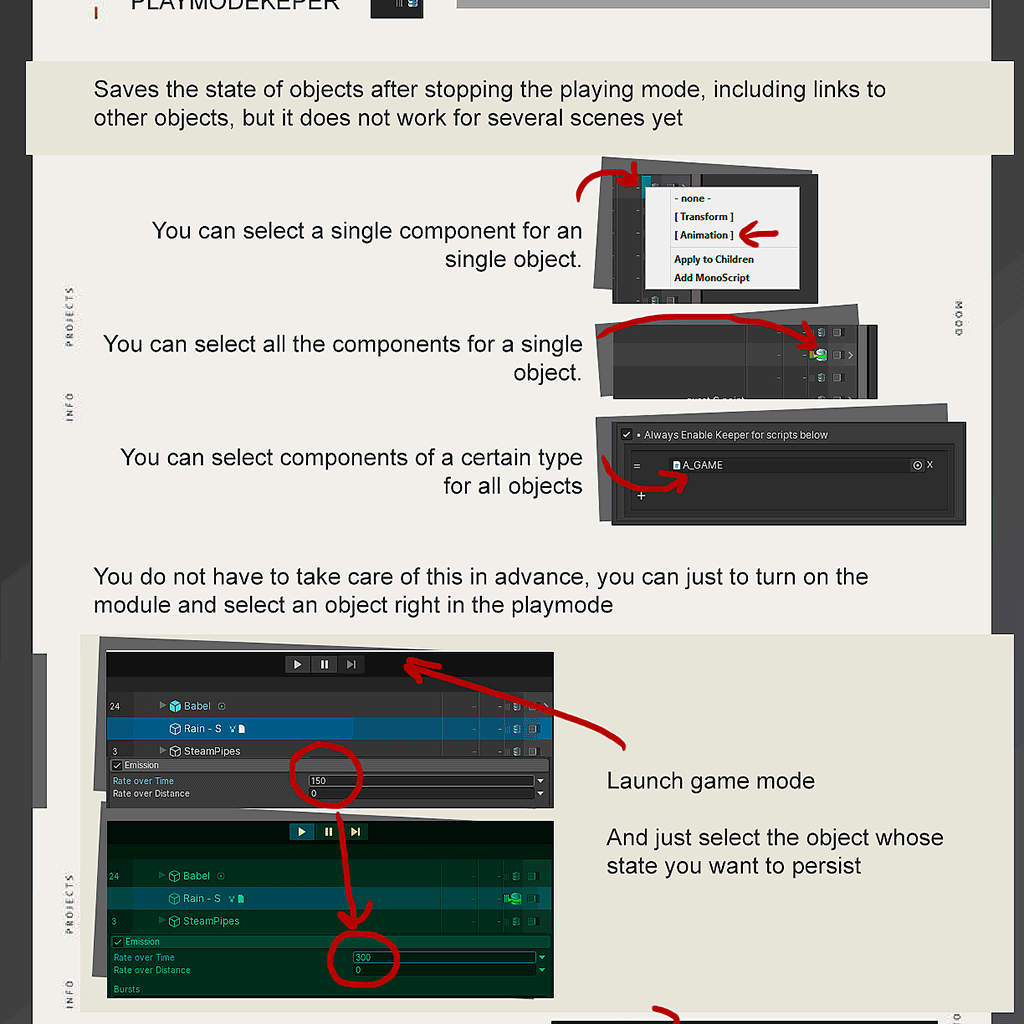 PLAYMODEKEPER
Saves the state of objects after stopping the playing mode, including links to
other objects, but it does not work for several scenes yet
You can select a single component for an
single object.
- none -
[ Transform ]
[ Animation ]
Apply to Children
Add MonoScript
PROJECTS
MOOD
You can select all the components for a single
object.
INFO
You can select components of a certain type
for all objects
• Always Enable Keeper for scripts below
= A_GAME X
+
You do not have to take care of this in advance, you can just to turn on the
module and select an object right in the playmode
24 Babel
Rain - S
3 SteamPipes
Emission
Rate over Time 150
Rate over Distance 0
Launch game mode
And just select the object whose
state you want to persist
24 Babel
Rain - S
3 SteamPipes
Emission
Rate over Time 300
Rate over Distance 0
Bursts
PROJECTS
INFO